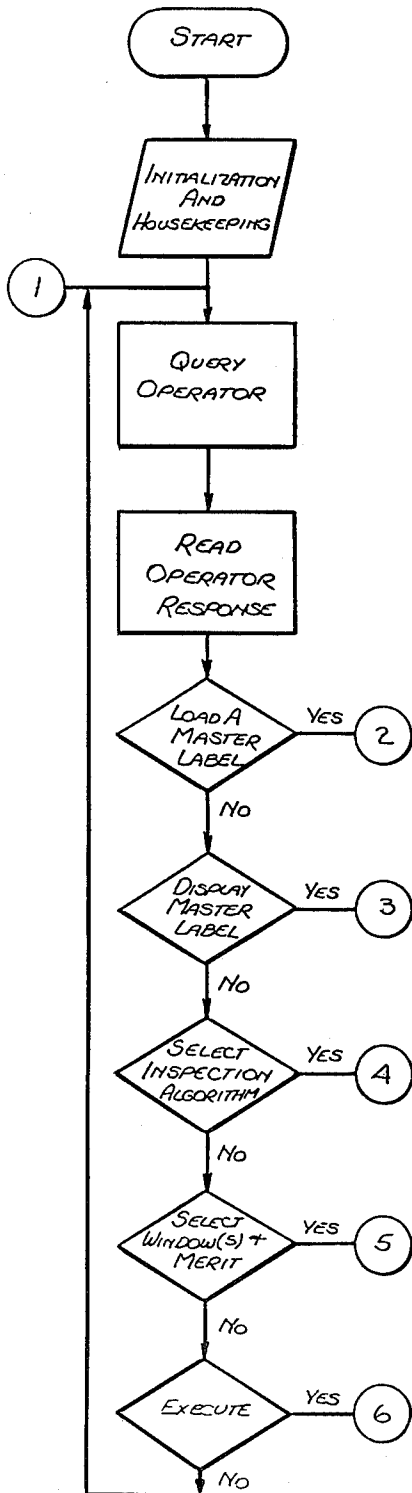 START
INITIALIZATION
AND
HOUSEKEEPING
1
QUERY
OPERATOR
READ
OPERATOR
RESPONSE
LOAD A
MASTER
LABEL
YES
2
NO
DISPLAY
MASTER
LABEL
YES
3
NO
SELECT
INSPECTION
ALGORITHM
YES
4
NO
SELECT
WINDOW(S) +
MERIT
YES
5
NO
EXECUTE
YES
6
NO